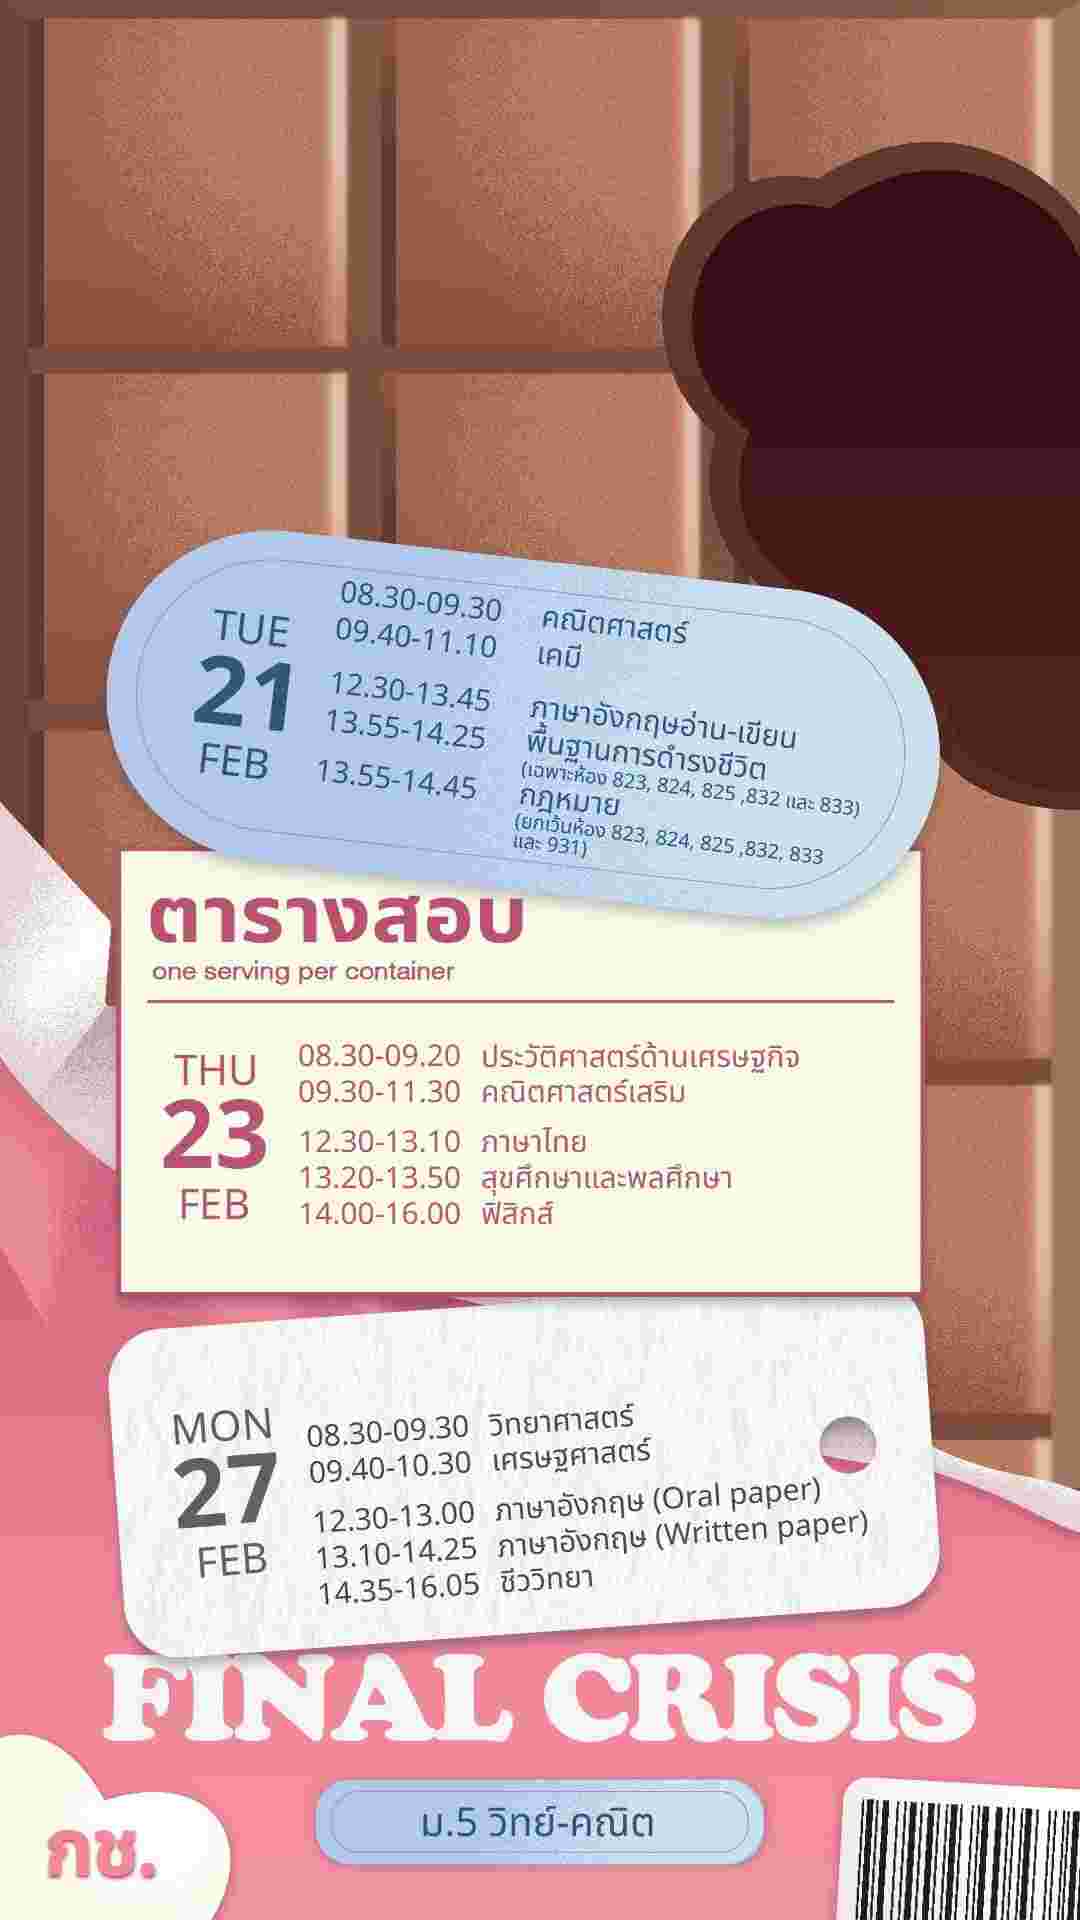 TUE
21
FEB
08.30-09.30 คณิตศาสตร์
09.40-11.10 เคมี
12.30-13.45 ภาษาอังกฤษอ่าน-เขียน
13.55-14.25 พื้นฐานการดำรงชีวิต
(เฉพาะห้อง 823, 824, 825 ,832 และ 833)
13.55-14.45 กฎหมาย
(ยกเว้นห้อง 823, 824, 825 ,832, 833
และ 931)
ตารางสอบ
one serving per container
THU
23
FEB
08.30-09.20 ประวัติศาสตร์ด้านเศรษฐกิจ
09.30-11.30 คณิตศาสตร์เสริม
12.30-13.10 ภาษาไทย
13.20-13.50 สุขศึกษาและพลศึกษา
14.00-16.00 ฟิสิกส์
MON
27
FEB
08.30-09.30 วิทยาศาสตร์
09.40-10.30 เศรษฐศาสตร์
12.30-13.00 ภาษาอังกฤษ (Oral paper)
13.10-14.25 ภาษาอังกฤษ (Written paper)
14.35-16.05 ชีววิทยา
FINAL CRISIS
ม.5 วิทย์-คณิต
กช.